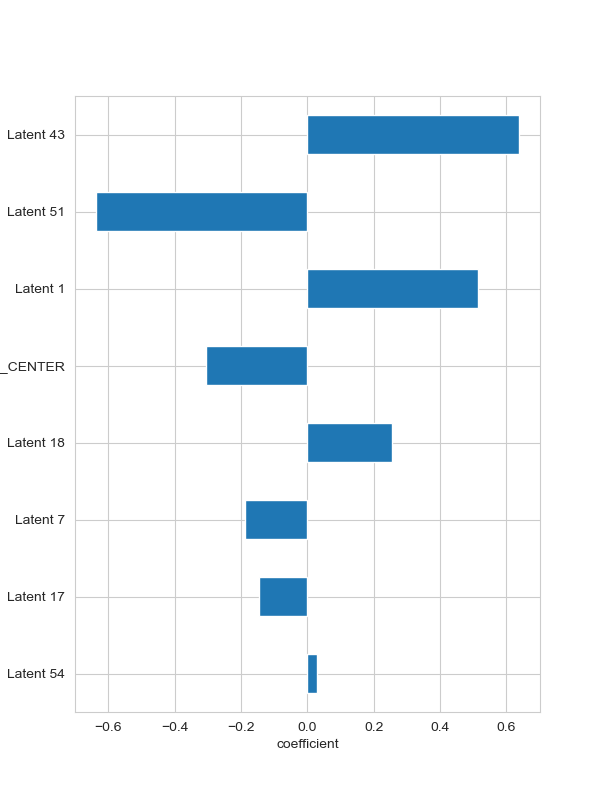 Latent 43
Latent 51
Latent 1
_CENTER
Latent 18
Latent 7
Latent 17
Latent 54
−0.6 −0.4 −0.2 0.0 0.2 0.4 0.6
coefficient